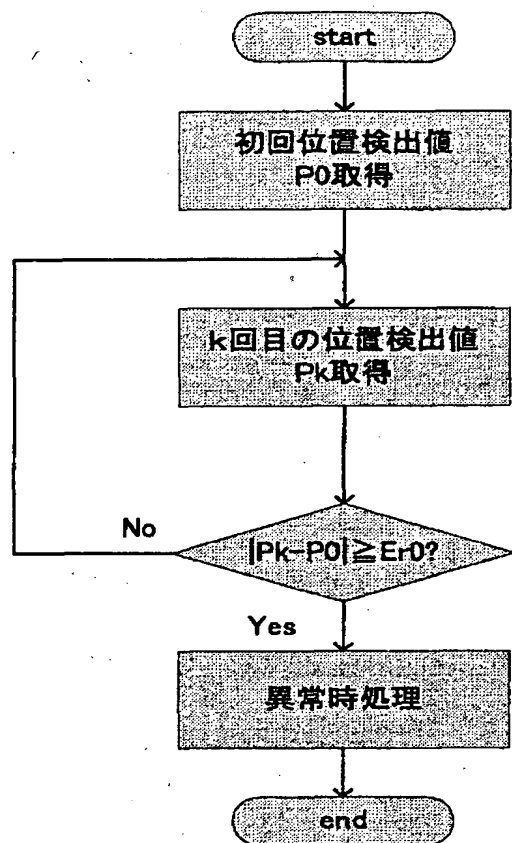 start
初回位置検出値
P0取得
k回目の位置検出値
Pk取得
No
|Pk-P0|≧Er0?
Yes
異常時処理
end